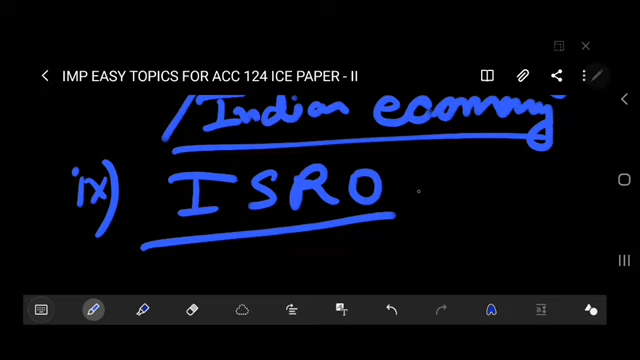 IMP EASY TOPICS FOR ACC 124 ICE PAPER - II
/Indian economy
ix) ISRO